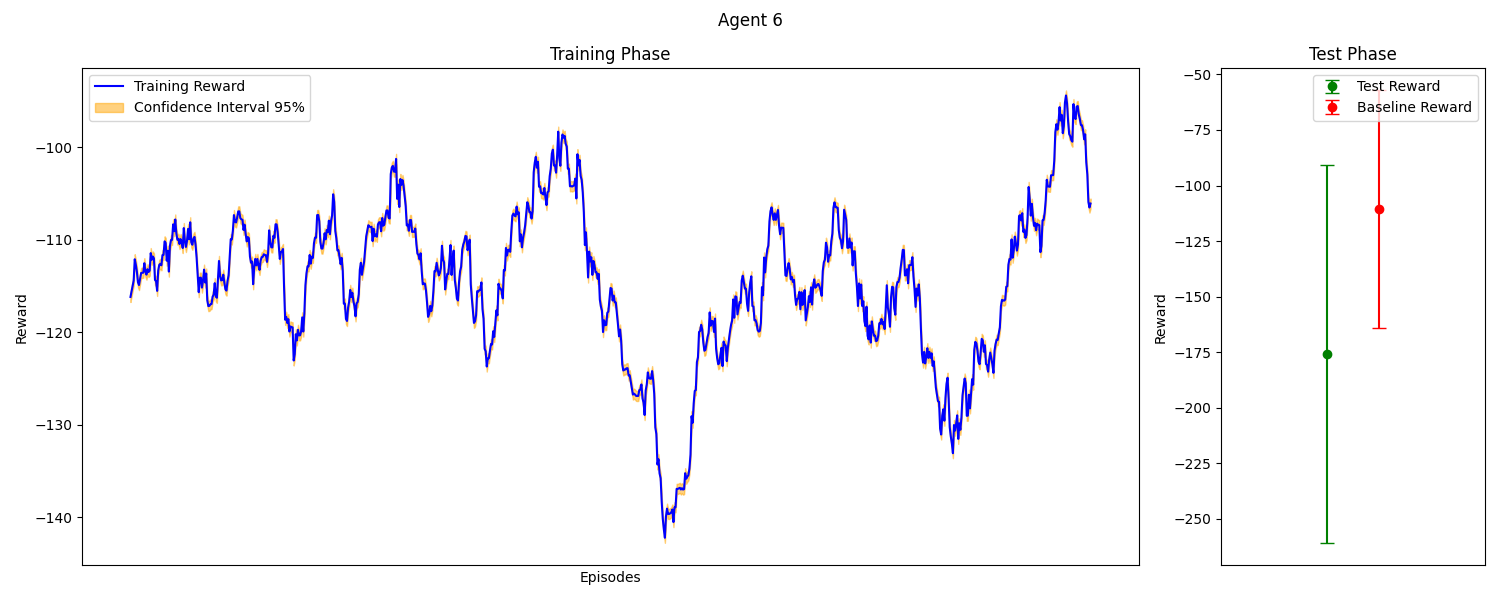 Agent 6
Training Phase
Training Reward
Confidence Interval 95%
−100
−110
−120
−130
−140
Reward
Episodes
Test Phase
Test Reward
Baseline Reward
−50
−75
−100
−125
−150
−175
−200
−225
−250
Reward